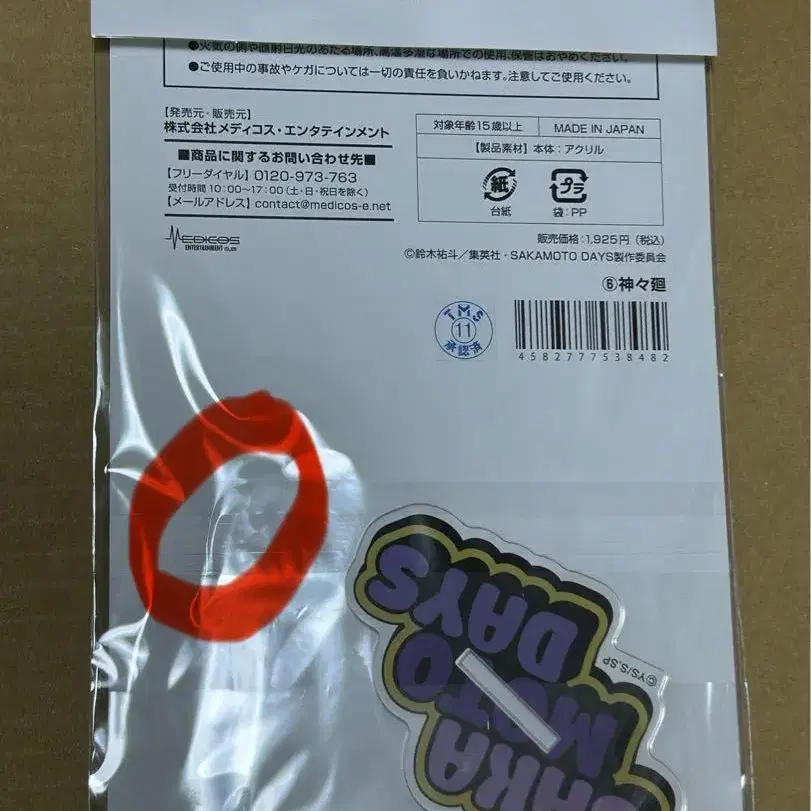 ●火気の側や直射日光のあたる場所、高温多湿な場所での使用、保管はおやめください。
●ご使用中の事故やケガについては一切の責任を負いかねます。注意してご使用ください。
【発売元・販売元】
株式会社メディコス・エンタテインメント
■商品に関するお問い合わせ先■
【フリーダイヤル】0120-973-763
受付時間 10:00〜17:00(土・日・祝日を除く)
【メールアドレス】contact@medicos-e.net
MEDICOS
ENTERTAINMENT CO.,LTD
対象年齢15歳以上
MADE IN JAPAN
【製品素材】本体:アクリル
紙
台紙
プラ
袋:PP
販売価格:1,925円(税込)
©鈴木祐斗/集英社・SAKAMOTO DAYS製作委員会
⑥神々廻
TMS
11
承認済
4582777538482
©YS/S,SP
SAKA
MOTO
DAYS